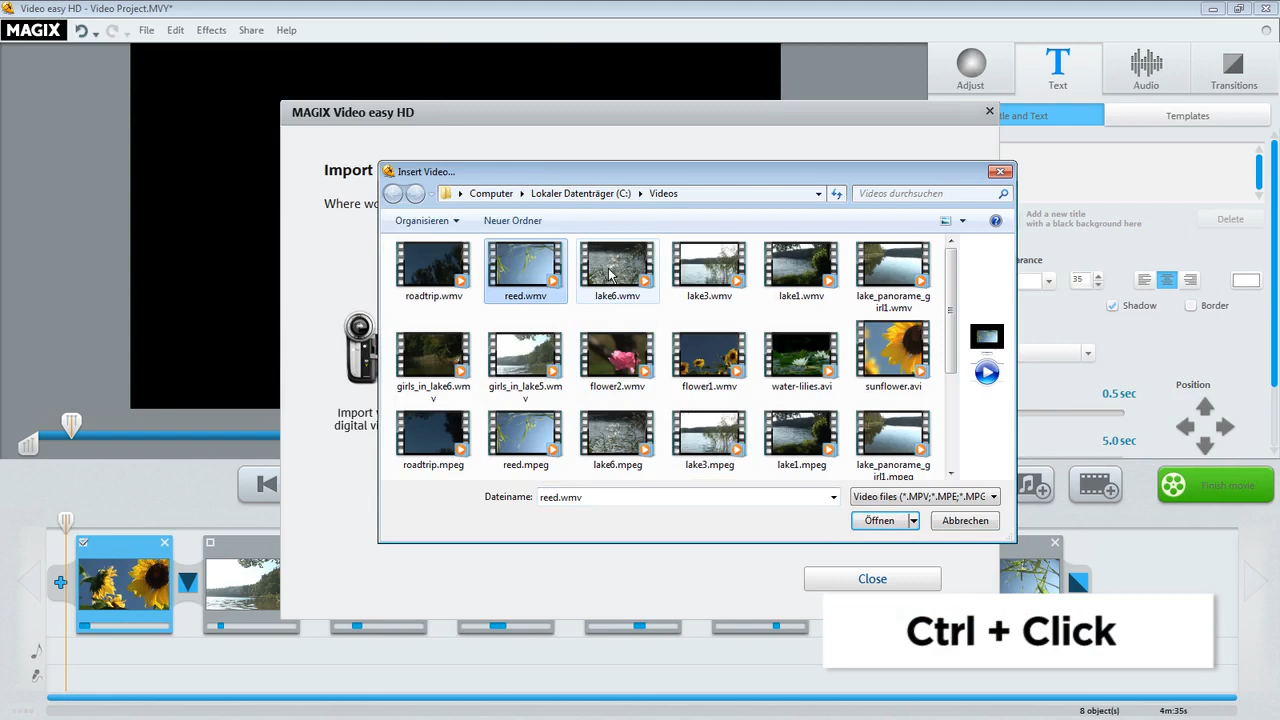 Video easy HD - Video Project.MVY*
MAGIX
File Edit Effects Share Help
Adjust
Text
Audio
Transitions
MAGIX Video easy HD
tle and Text
Templates
Import
Where wo
Insert Video...
Computer
Lokaler Datenträger (C:)
Videos
Videos durchsuchen
Organisieren
Neuer Ordner
Add a new title
with a black background here
Delete
roadtrip.wmv
reed.wmv
lake6.wmv
lake3.wmv
lake1.wmv
lake_panorame_g
irl1.wmv
arance
35
Shadow
Border
girls_in_lake6.wm
v
girls_in_lake5.wm
v
flower2.wmv
flower1.wmv
water-lilies.avi
sunflower.avi
0.5 sec
Position
5.0 sec
Import v
digital vi
roadtrip.mpeg
reed.mpeg
lake6.mpeg
lake3.mpeg
lake1.mpeg
lake_panorame_g
irl1.mpeg
Dateiname:
reed.wmv
Video files (*.MPV;*.MPE;*.MPG
Öffnen
Abbrechen
Finish movie
Close
Ctrl + Click
8 object(s)
4m:35s